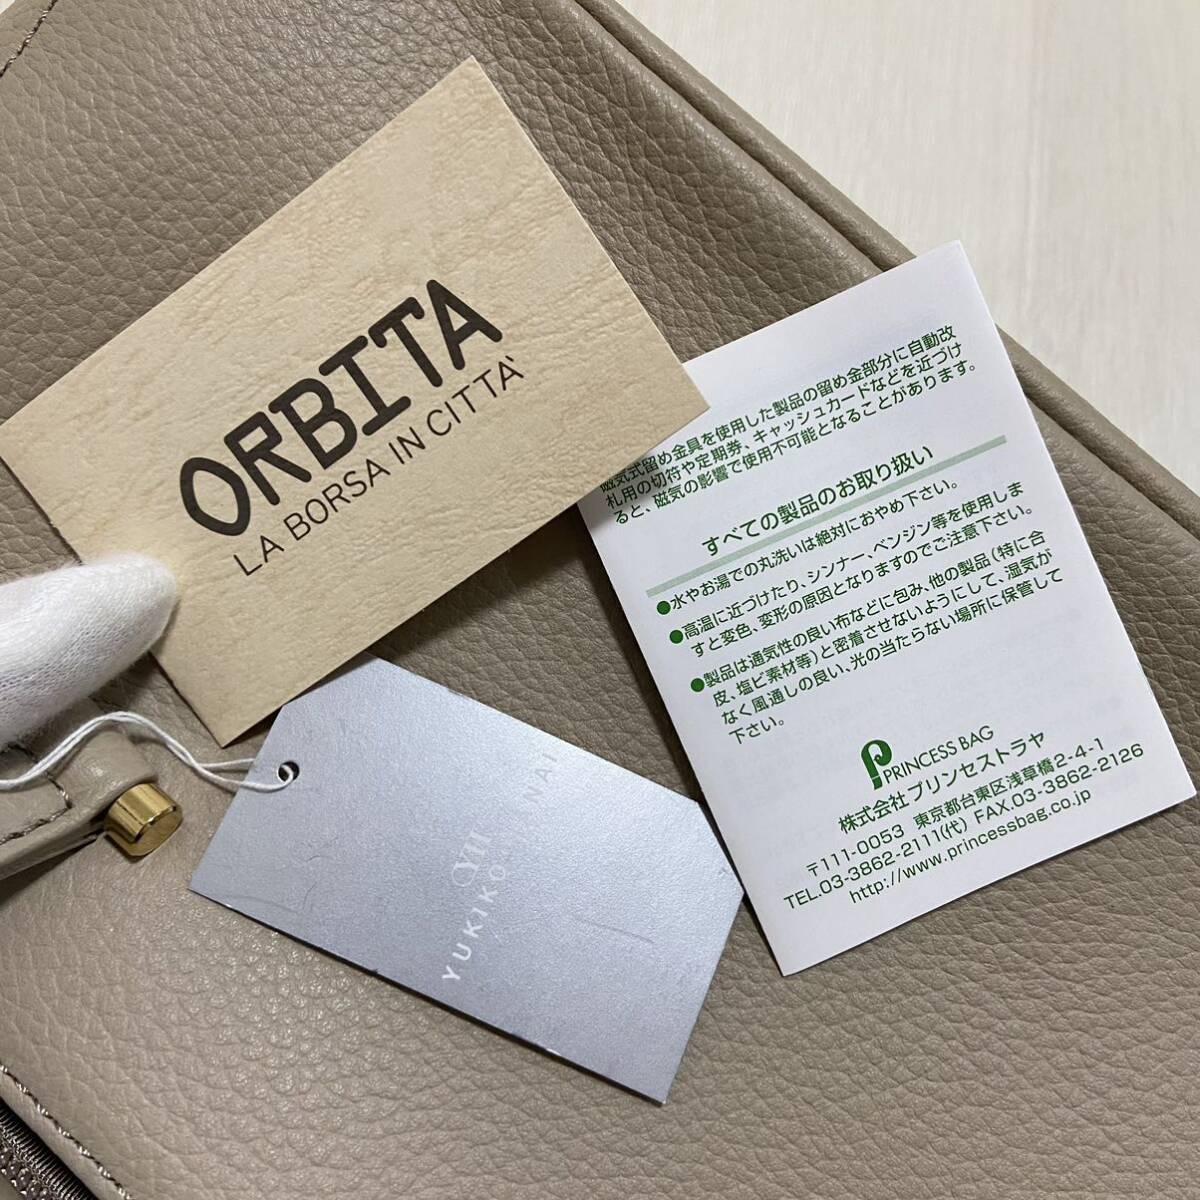 ORBITA
LA BORSA IN CITTÀ
磁気式留め金具を使用した製品の留め金部分に自動改
札用の切符や定期券、キャッシュカードなどを近づけ
ると、磁気の影響で使用不可能となることがあります。
すべての製品のお取り扱い
●水やお湯での丸洗いは絶対におやめ下さい。
●高温に近づけたり、シンナー、ベンジン等を使用しま
すと変色、変形の原因となりますのでご注意下さい。
●製品は通気性の良い布などに包み、他の製品(特に合
皮、塩ビ素材等)と密着させないようにして、湿気が
なく風通しの良い、光の当たらない場所に保管して
下さい。
PRINCESS BAG
株式会社プリンセストラヤ
〒111-0053 東京都台東区浅草橋2-4-1
TEL.03-3862-2111(代) FAX.03-3862-2126
http://www.princessbag.co.jp
YUKIKO